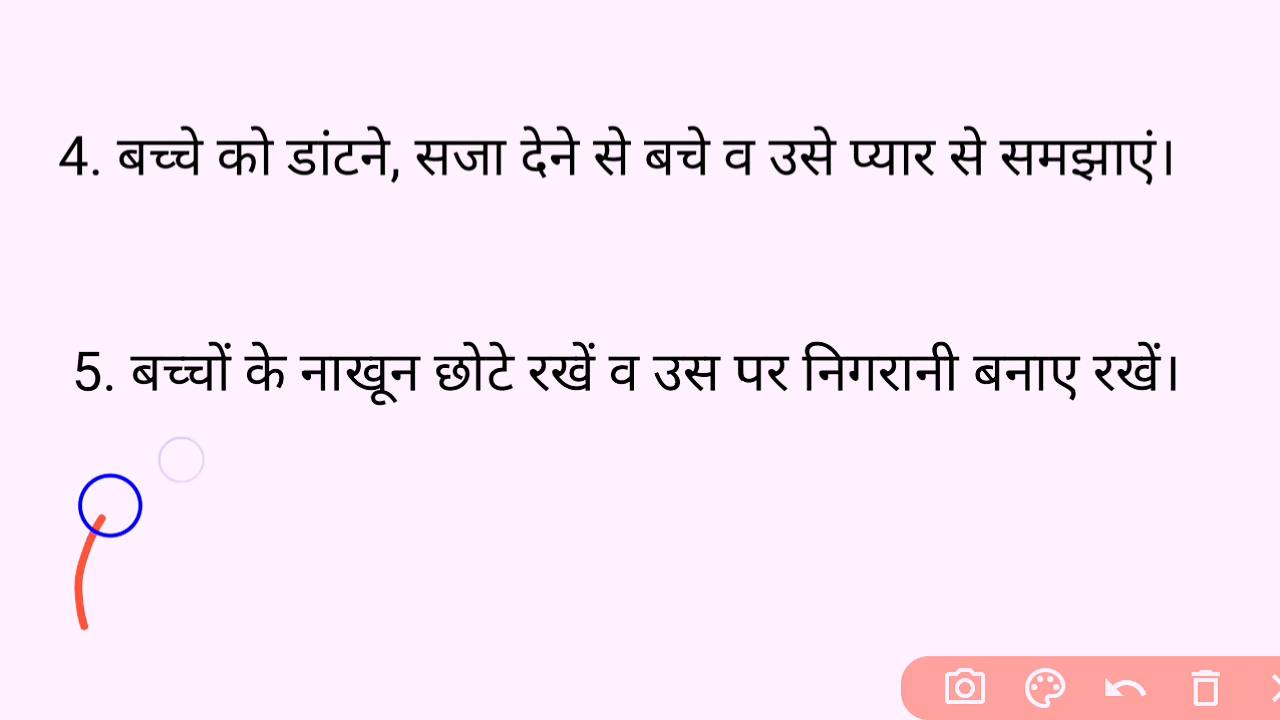 4. बच्चे को डांटने, सजा देने से बचे व उसे प्यार से समझाएं।
5. बच्चों के नाखून छोटे रखें व उस पर निगरानी बनाए रखें।